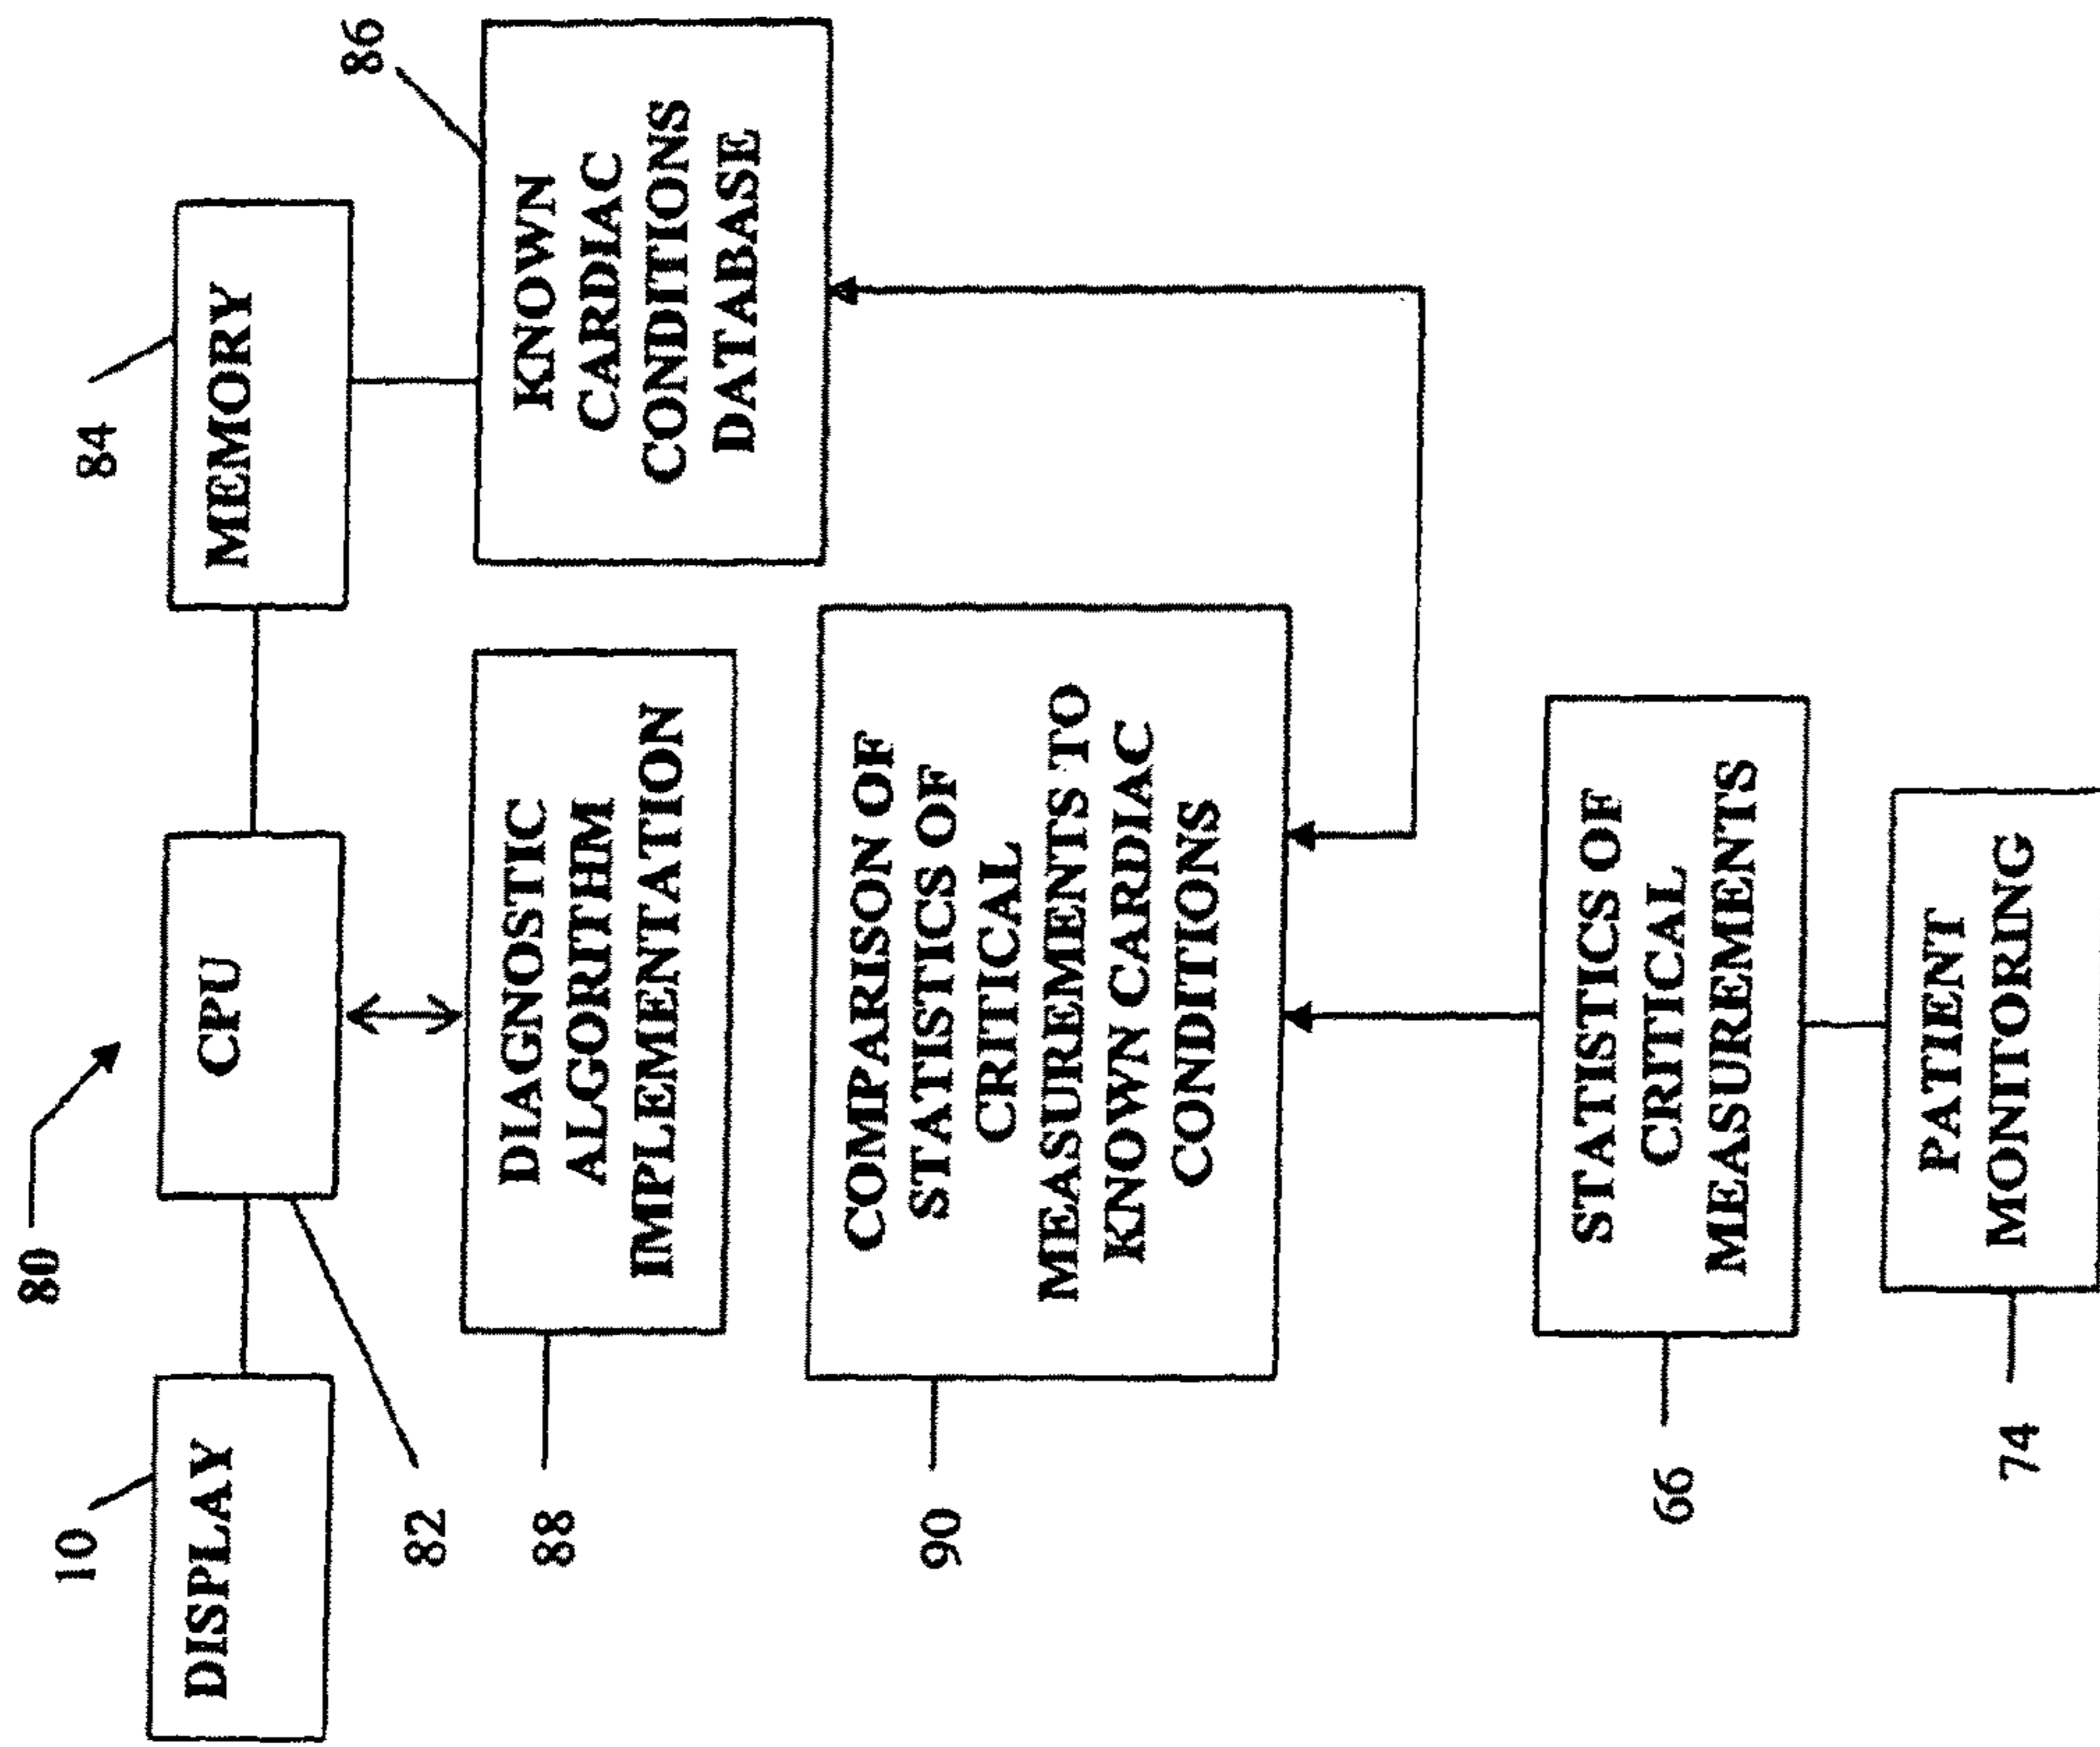 80
10
DISPLAY
CPU
84
MEMORY
82
86
KNOWN
CARDIAC
CONDITIONS
DATABASE
88
DIAGNOSTIC
ALGORITHM
IMPLEMENTATION
90
COMPARISON OF
STATISTICS OF
CRITICAL
MEASUREMENTS TO
KNOWN CARDIAC
CONDITIONS
66
STATISTICS OF
CRITICAL
MEASUREMENTS
74
PATIENT
MONITORING